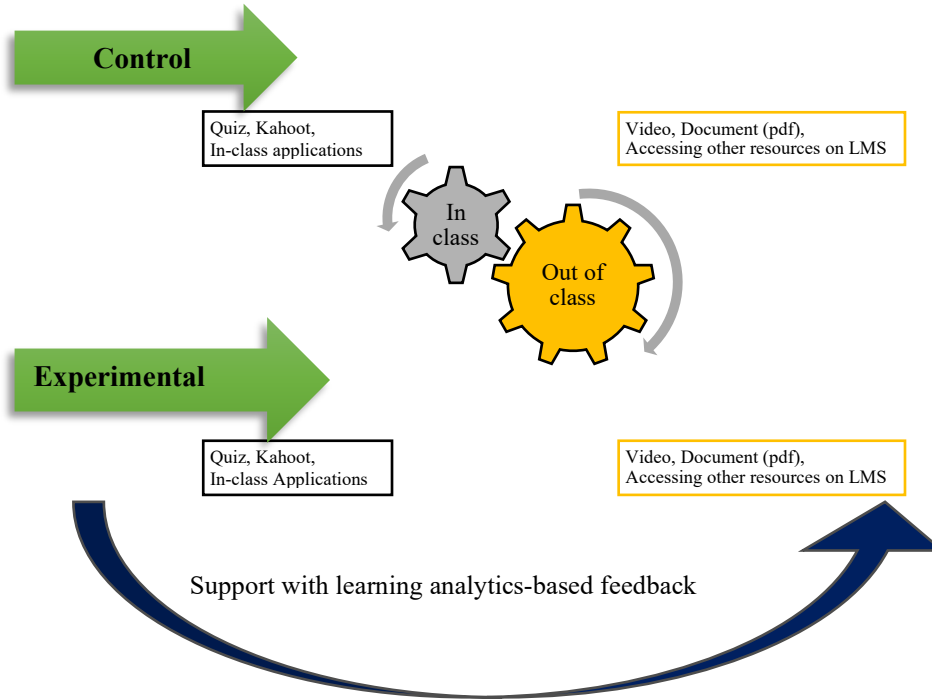 Control
Quiz, Kahoot,
In-class applications
Video, Document (pdf),
Accessing other resources on LMS
In
class
Out of
class
Experimental
Quiz, Kahoot,
In-class Applications
Video, Document (pdf),
Accessing other resources on LMS
Support with learning analytics-based feedback